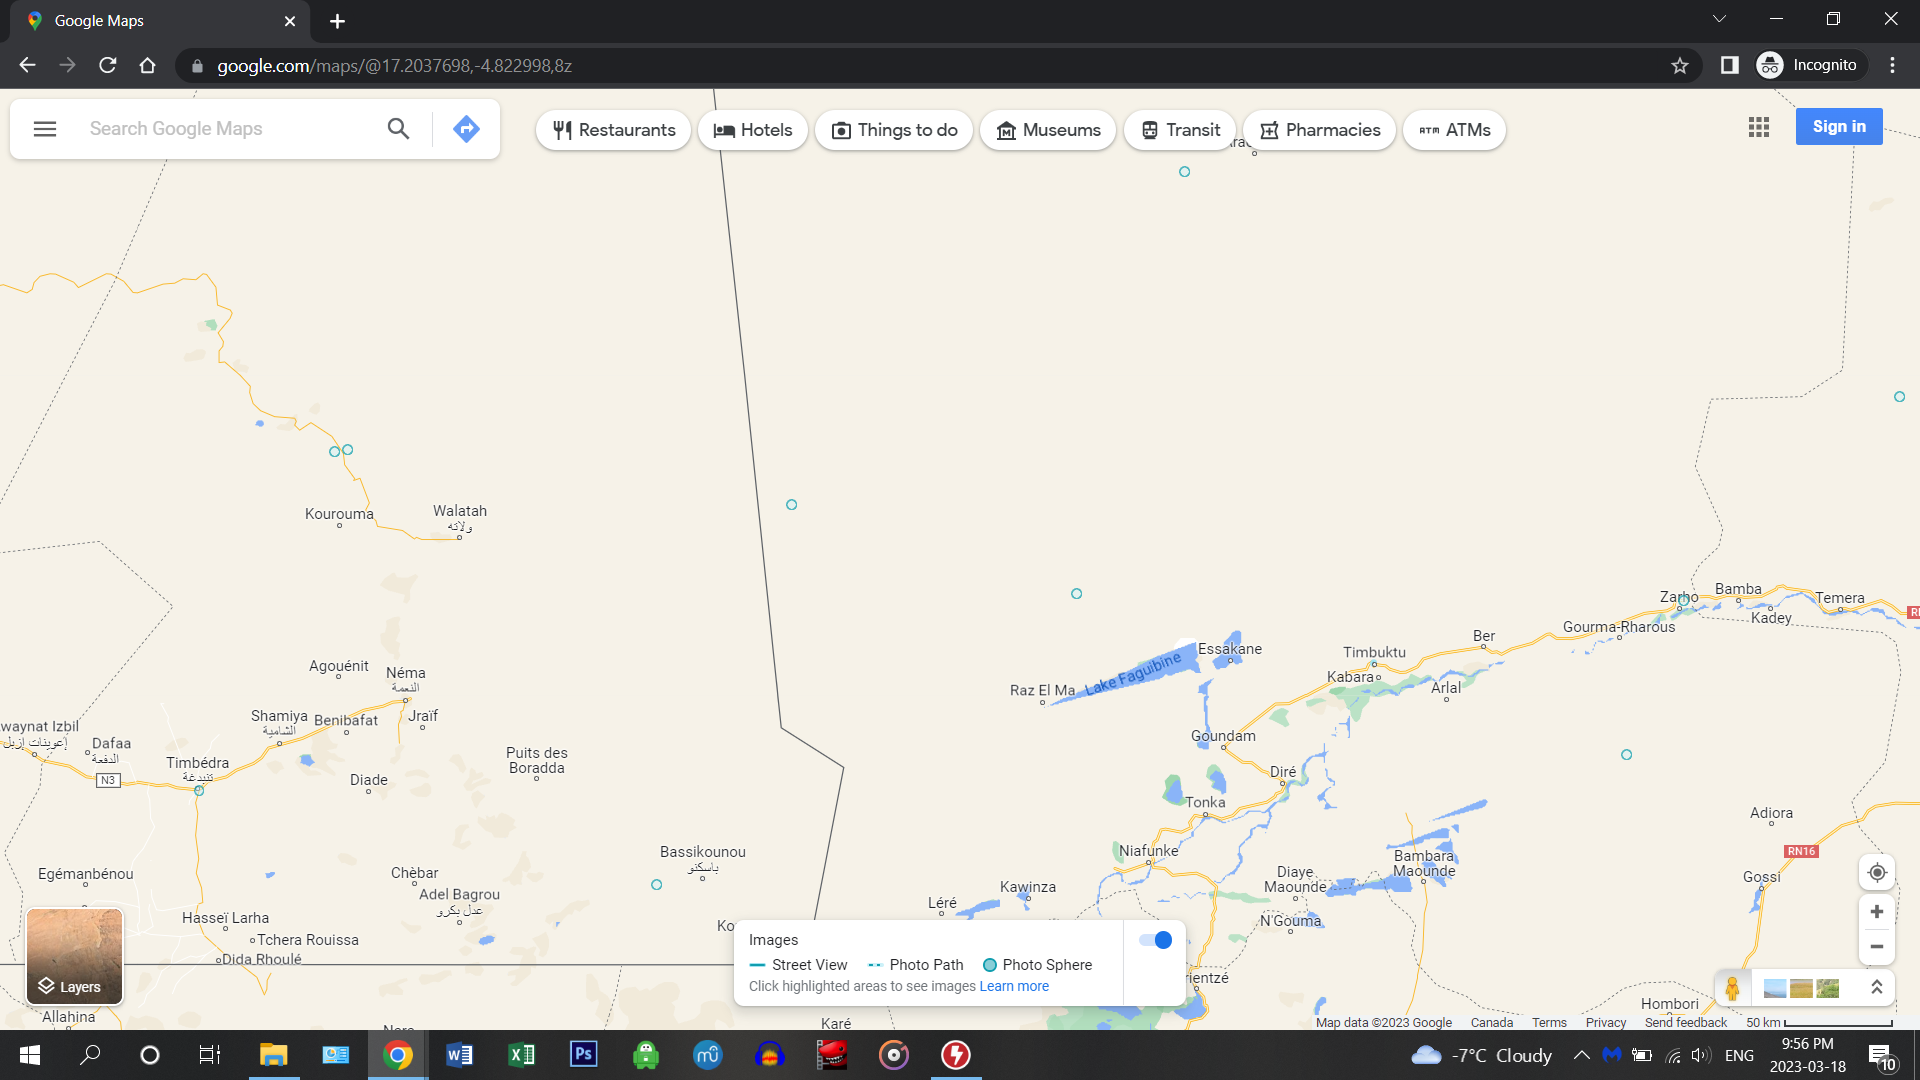 Google Maps
google.com/maps/@17.2037698,-4.822998,8z
Incognito
Search Google Maps
Restaurants
Hotels
Things to do
Museums
Transit
Pharmacies
ATMs
Sign in
Kourouma
Walatah
ولاته
Zarho
Bamba
Temera
Kadey
Gourma-Rharous
Ber
Timbuktu
Essakane
Lake Faguibine
Raz El Ma
Kabara
Arlal
Agouénit
Néma
النعمة
Shamiya
الشامية
Benibafat
Jraïf
waynat Izbil
إعوينات إزبل
Dafaa
الدفعة
Goundam
Puits des
Boradda
Timbédra
تنبدغة
N3
Diade
Diré
Tonka
Adiora
RN16
Niafunke
Bassikounou
باسكنو
Bambara
Maounde
Diaye
Maounde
Gossi
Egémanbénou
Chèbar
Adel Bagrou
عدل بكرو
Kawinza
Léré
N'Gouma
Hasseï Larha
Ko
Tchera Rouissa
Dida Rhoulé
Layers
Images
Street View
Photo Path
Photo Sphere
Click highlighted areas to see images Learn more
rientzé
Hombori
Allahina
Karé
Map data ©2023 Google
Canada
Terms
Privacy
Send feedback
50 km
-7°C Cloudy
ENG
9:56 PM
2023-03-18
10